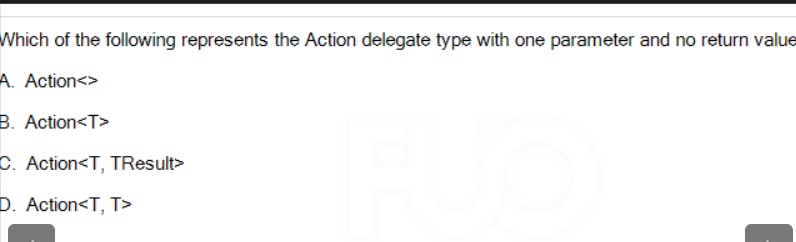 Which of the following represents the Action delegate type with one parameter and no return value
A. Action<>
B. Action<T>
C. Action<T, TResult>
D. Action<T, T>
FUO